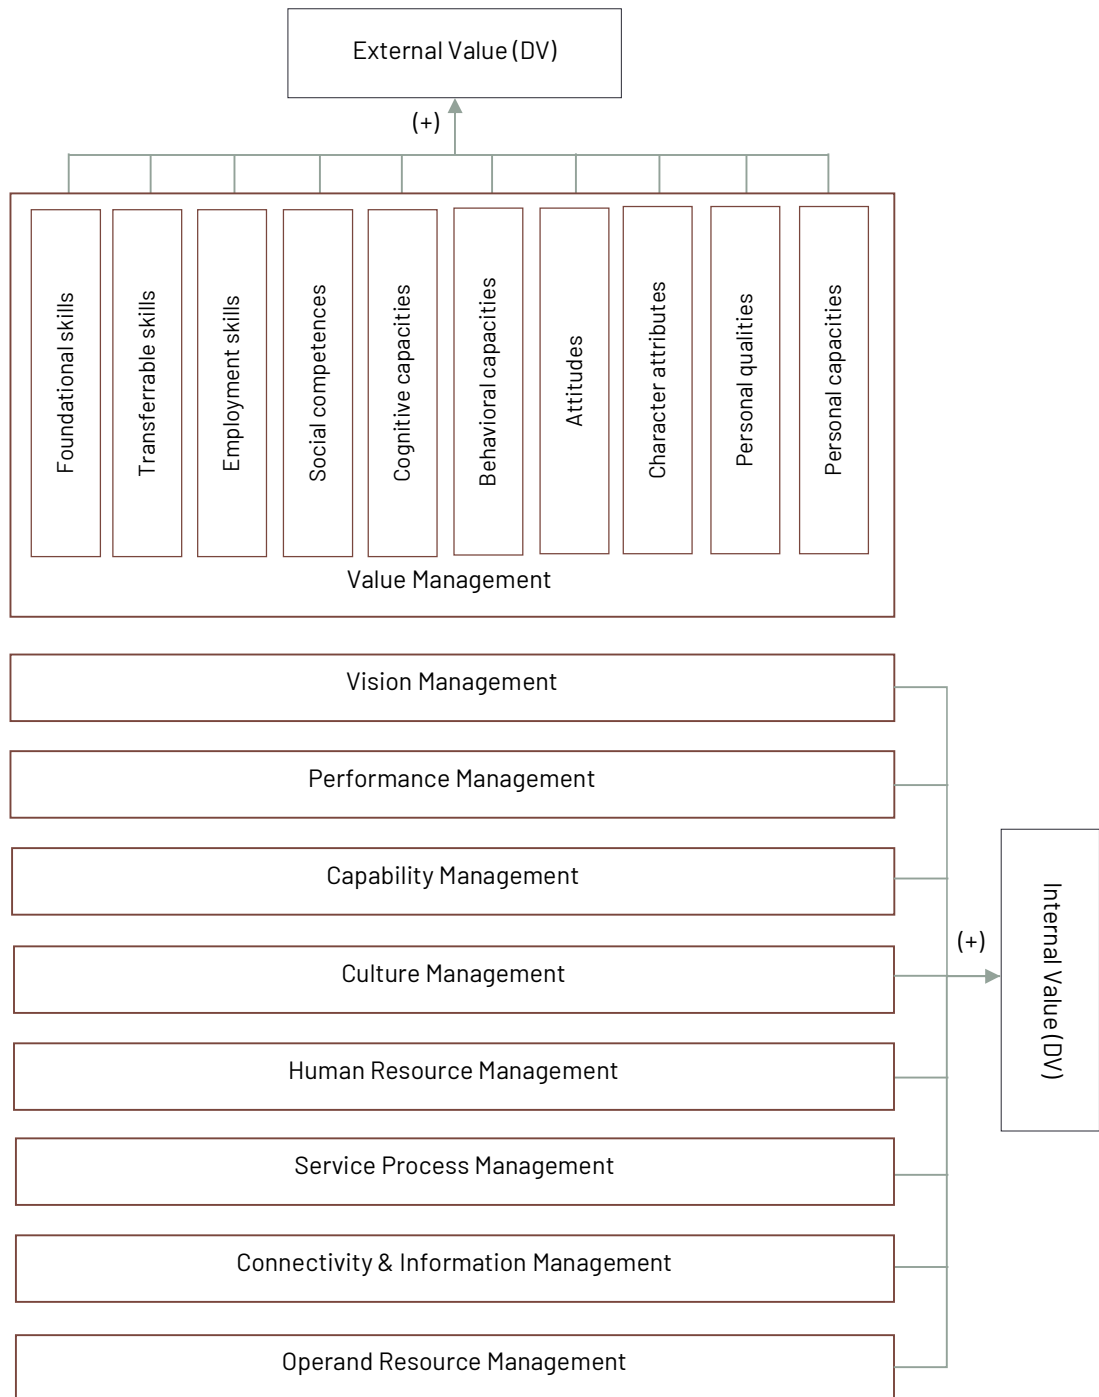 External Value (DV)
(+)
Foundational skills
Transferrable skills
Employment skills
Social competences
Cognitive capacities
Behavioral capacities
Attitudes
Character attributes
Personal qualities
Personal capacities
Value Management
Vision Management
Performance Management
Capability Management
Culture Management
Human Resource Management
Service Process Management
Connectivity & Information Management
Operand Resource Management
(+)
Internal Value (DV)